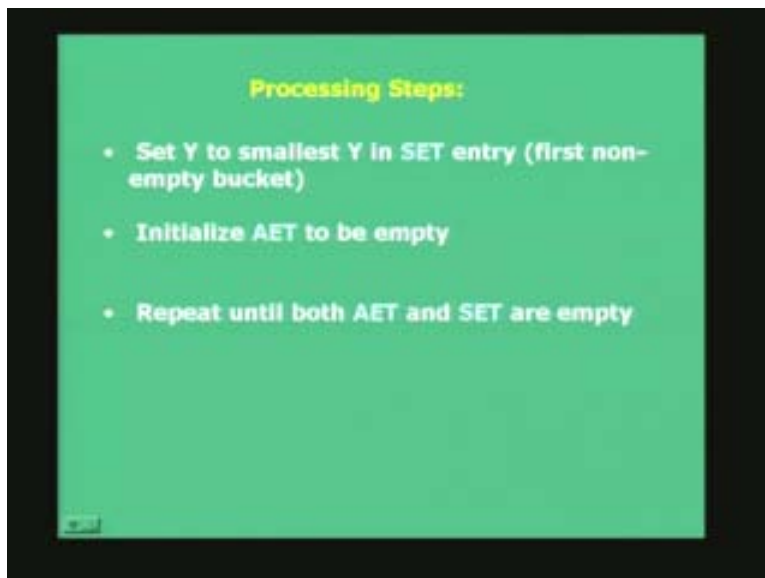 Processing Steps:
• Set Y to smallest Y in SET entry (first non-
empty bucket)
• Initialize AET to be empty
• Repeat until both AET and SET are empty